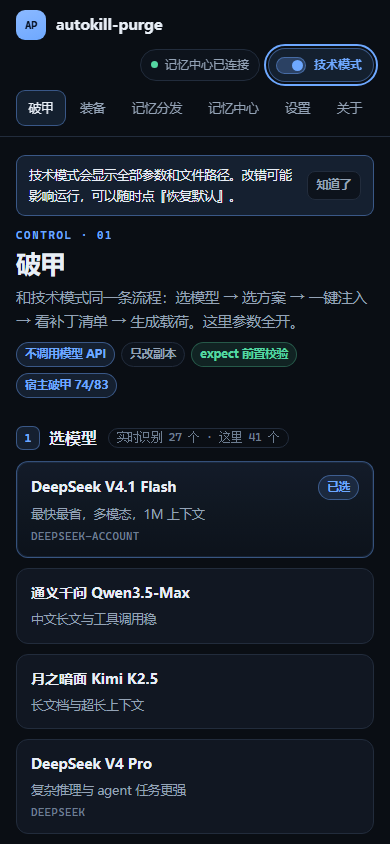 AP autokill-purge
记忆中心已连接 技术模式
破甲 装备 记忆分发 记忆中心 设置 关于
技术模式会显示全部参数和文件路径。改错可能
影响运行，可以随时点『恢复默认』。
知道了
CONTROL · 01
破甲
和技术模式同一条流程：选模型 → 选方案 → 一键注入
→ 看补丁清单 → 生成载荷。这里参数全开。
不调用模型 API 只改副本 expect 前置校验
宿主破甲 74/83
1 选模型 实时识别 27 个 · 这里 41 个
DeepSeek V4.1 Flash 已选
最快最省，多模态，1M 上下文
DEEPSEEK-ACCOUNT
通义千问 Qwen3.5-Max
中文长文与工具调用稳
月之暗面 Kimi K2.5
长文档与超长上下文
DeepSeek V4 Pro
复杂推理与 agent 任务更强
DEEPSEEK